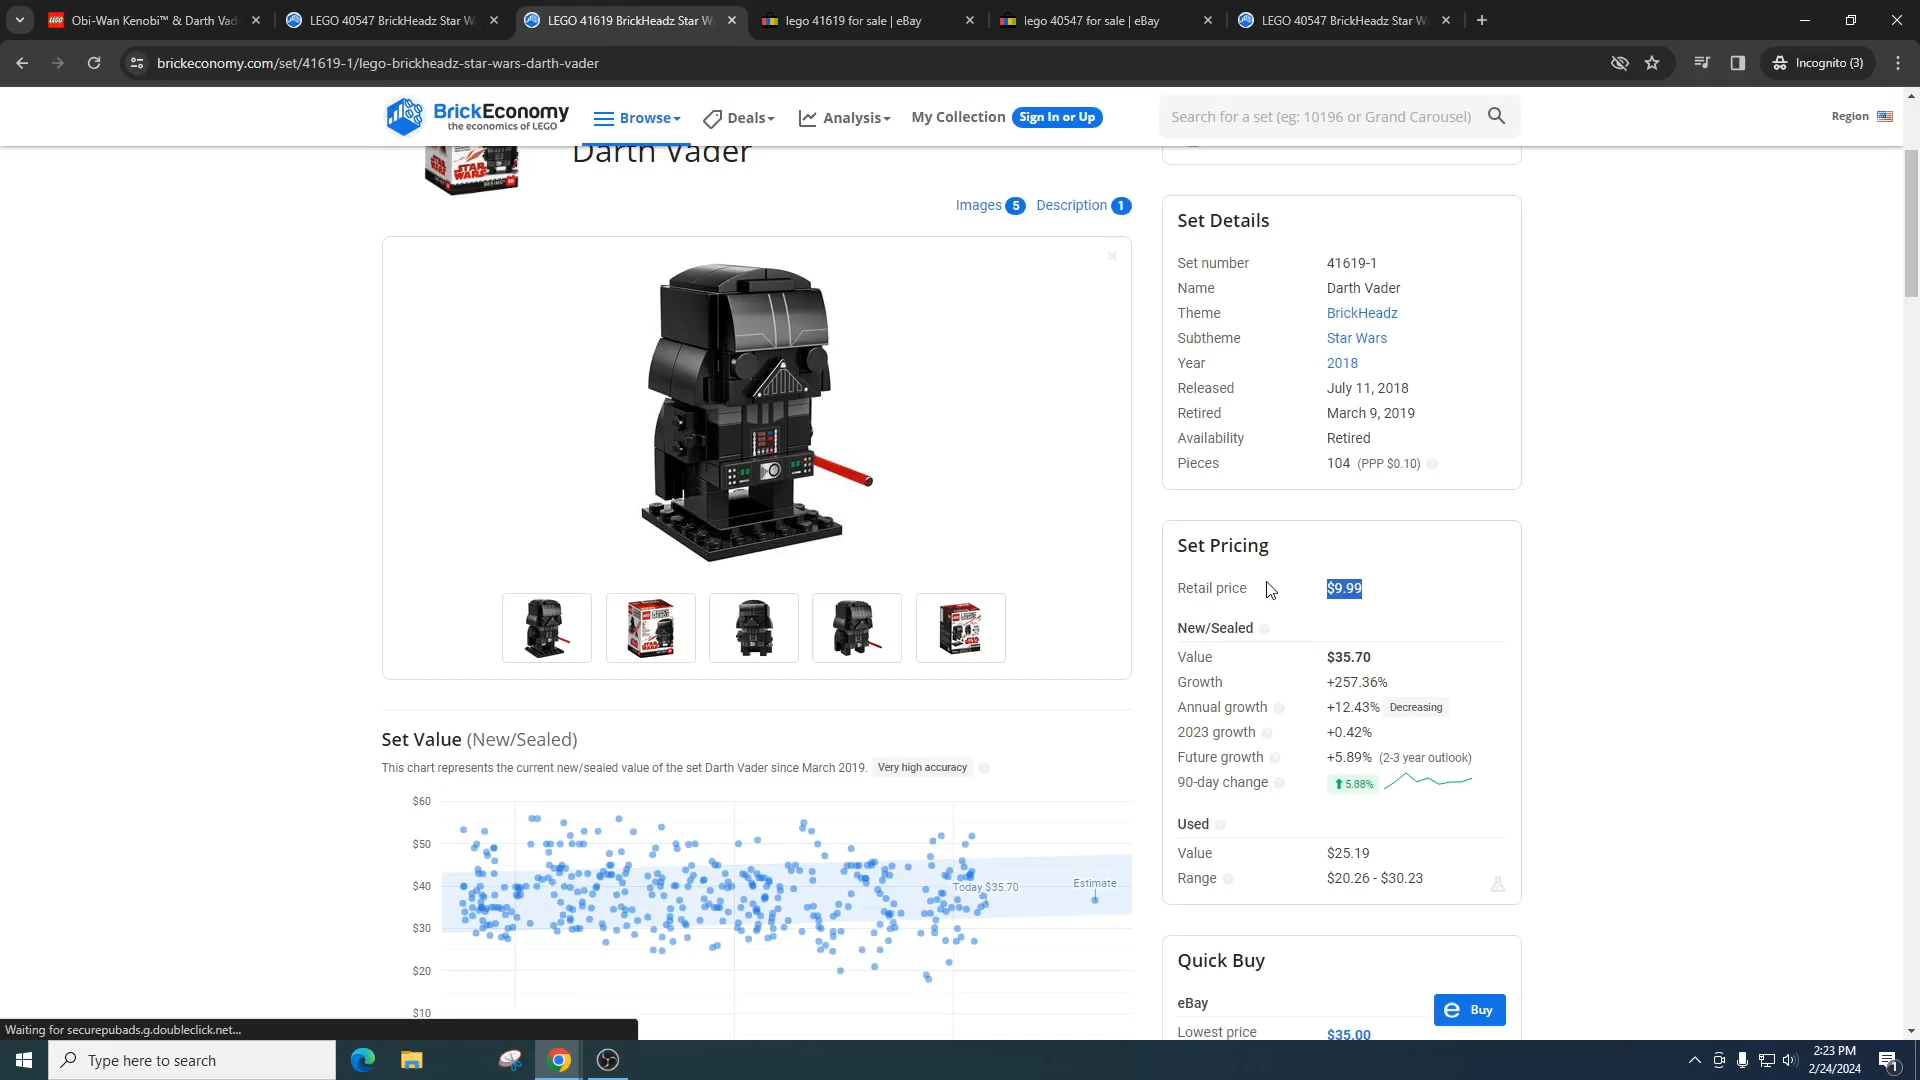 Obi-Wan Kenobi™ & Darth Vad
LEGO 40547 BrickHeadz Star W
LEGO 41619 BrickHeadz Star W
lego 41619 for sale | eBay
lego 40547 for sale | eBay
LEGO 40547 BrickHeadz Star W
brickeconomy.com/set/41619-1/lego-brickheadz-star-wars-darth-vader
Incognito (3)
BrickEconomy
the economics of LEGO
Browse
Deals
Analysis
My Collection
Sign In or Up
Search for a set (eg: 10196 or Grand Carousel)
Region
STAR WARS
Darth Vader
Images 5
Description 1
Set Details
Set number 41619-1
Name Darth Vader
Theme BrickHeadz
Subtheme Star Wars
Year 2018
Released July 11, 2018
Retired March 9, 2019
Availability Retired
Pieces 104 (PPP $0.10)
Set Pricing
Retail price $9.99
New/Sealed
Value $35.70
Growth +257.36%
Annual growth +12.43% Decreasing
2023 growth +0.42%
Future growth +5.89% (2-3 year outlook)
90-day change 5.88%
Used
Value $25.19
Range $20.26 - $30.23
Quick Buy
eBay
Buy
Lowest price $35.00
Set Value (New/Sealed)
This chart represents the current new/sealed value of the set Darth Vader since March 2019. Very high accuracy
$60
$50
$40
$30
$20
$10
Today $35.70
Estimate
Waiting for securepubads.g.doubleclick.net...
Type here to search
2:23 PM
2/24/2024
1